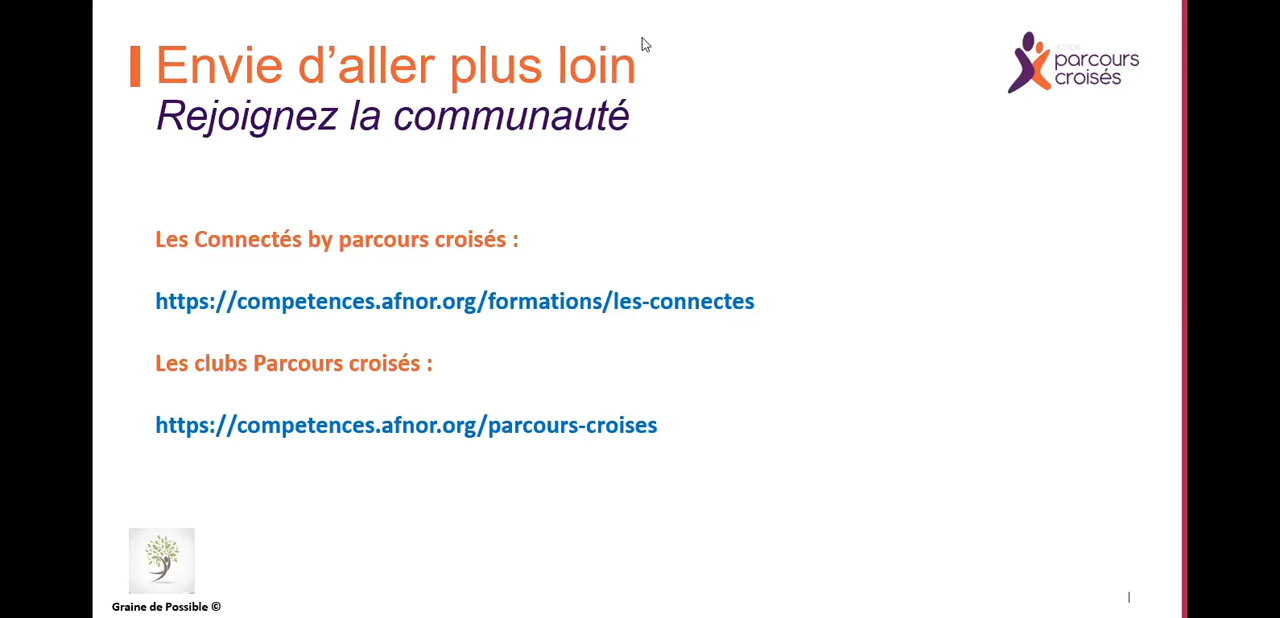 Envie d'aller plus loin
Rejoignez la communauté
parcours
croisés
Les Connectés by parcours croisés :
https://competences.afnor.org/formations/les-connectes
Les clubs Parcours croisés :
https://competences.afnor.org/parcours-croises
Graine de Possible ©